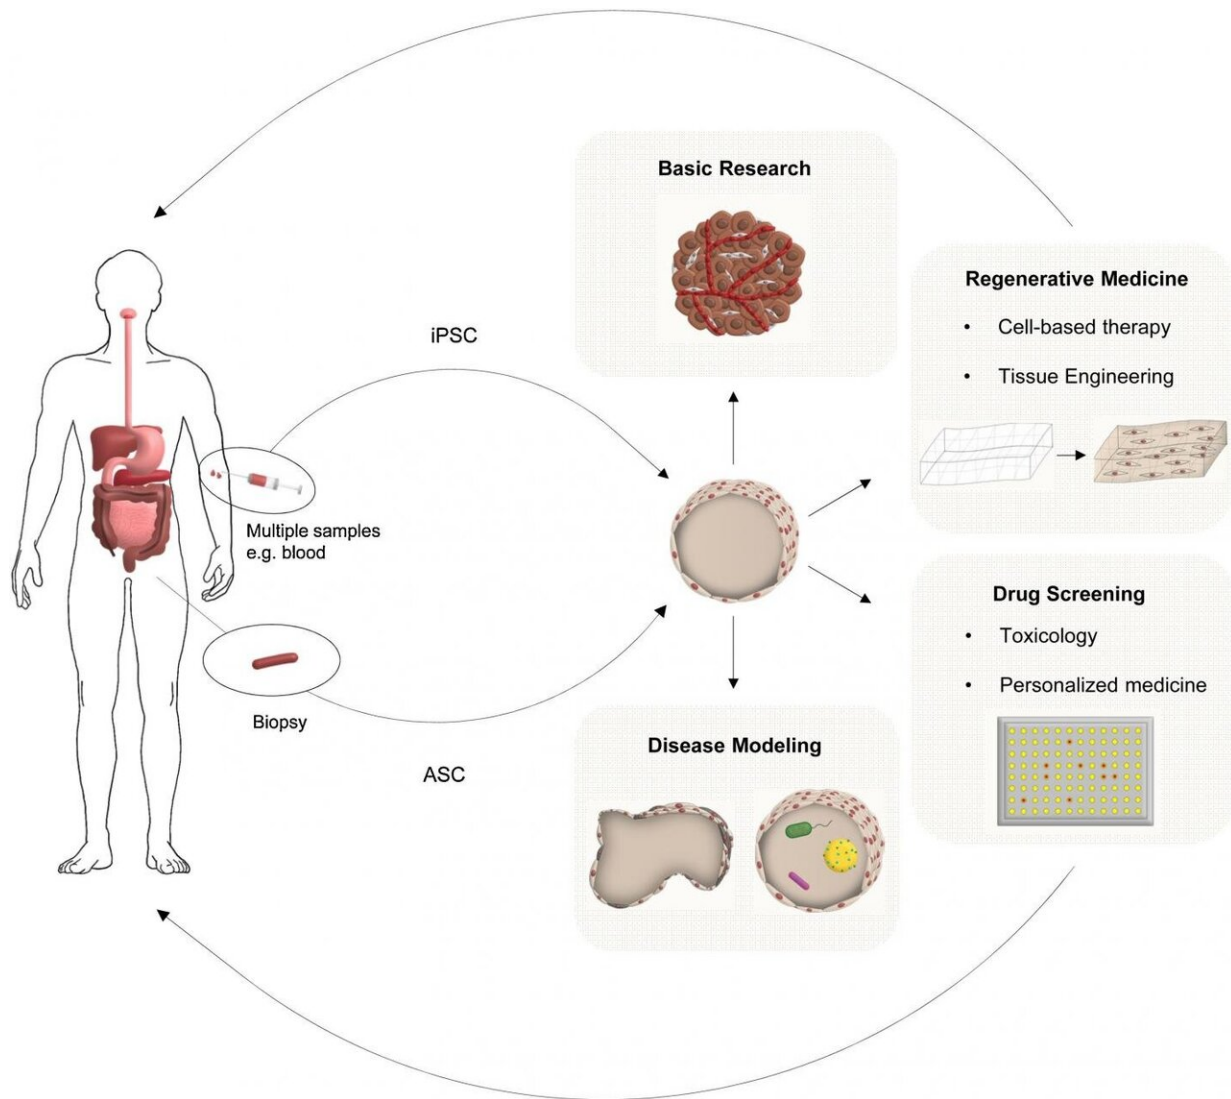 Basic Research
Regenerative Medicine
• Cell-based therapy
• Tissue Engineering
iPSC
Multiple samples
e.g. blood
Biopsy
ASC
Drug Screening
• Toxicology
• Personalized medicine
Disease Modeling